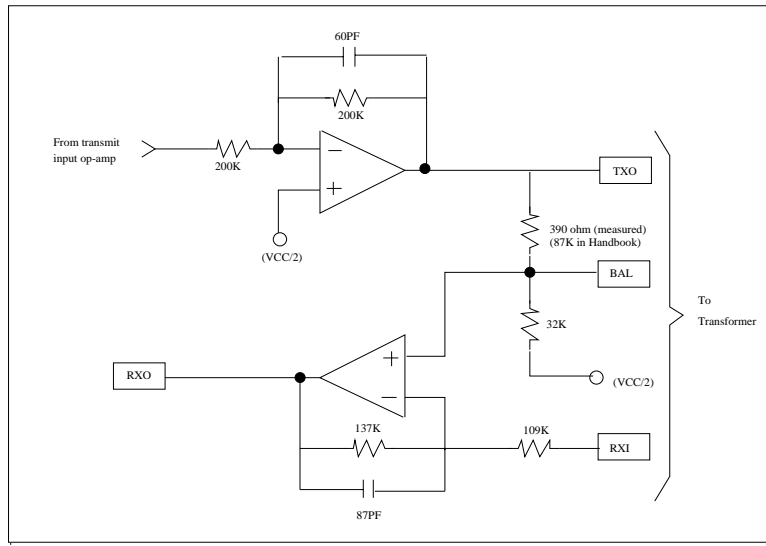 60PF
200K
From transmit
input op-amp
200K
−
+
TXO
(VCC/2)
390 ohm (measured)
(87K in Handbook)
BAL
To
Transformer
32K
(VCC/2)
RXO
+
−
137K
109K
RXI
87PF